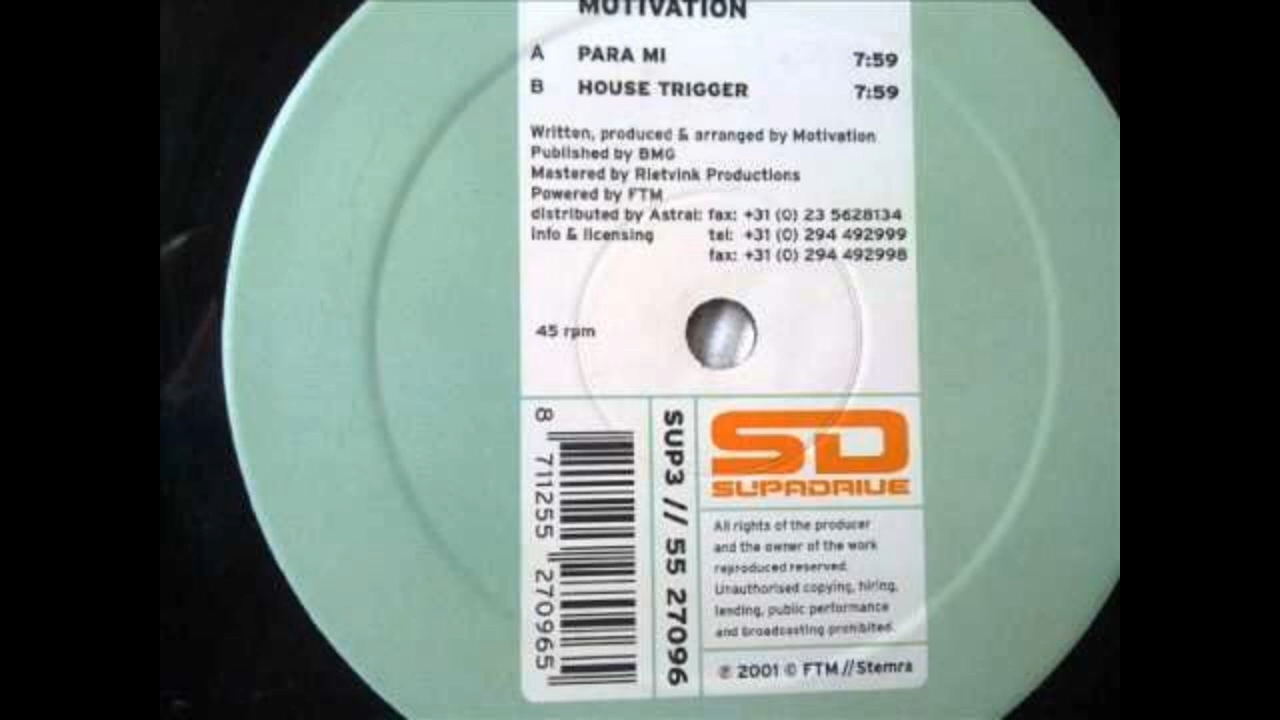 MOTIVATION
A PARA MI 7:59
B HOUSE TRIGGER 7:59
Written, produced & arranged by Motivation
Published by BMG
Mastered by Rietvink Productions
Powered by FTM
distributed by Astral: fax: +31 (0) 23 5628134
info & licensing tel: +31 (0) 294 492999
fax: +31 (0) 294 492998
45 rpm
8 711255 270965
SUP3 // 55 27096
SD
SUPADRIVE
All rights of the producer
and the owner of the work
reproduced reserved.
Unauthorised copying, hiring,
lending, public performance
and broadcasting prohibited.
℗ 2001 © FTM // Stemra